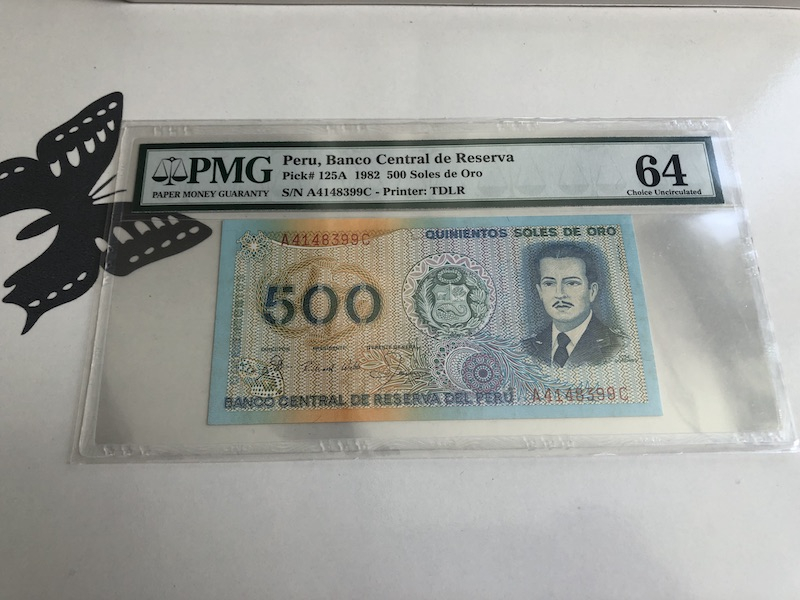 PMG
PAPER MONEY GUARANTY
Peru, Banco Central de Reserva
Pick# 125A 1982 500 Soles de Oro
S/N A4148399C - Printer: TDLR
64
Choice Uncirculated
A4148399C
QUINIENTOS SOLES DE ORO
500
BANCO CENTRAL DE RESERVA DEL PERU
A4148399C